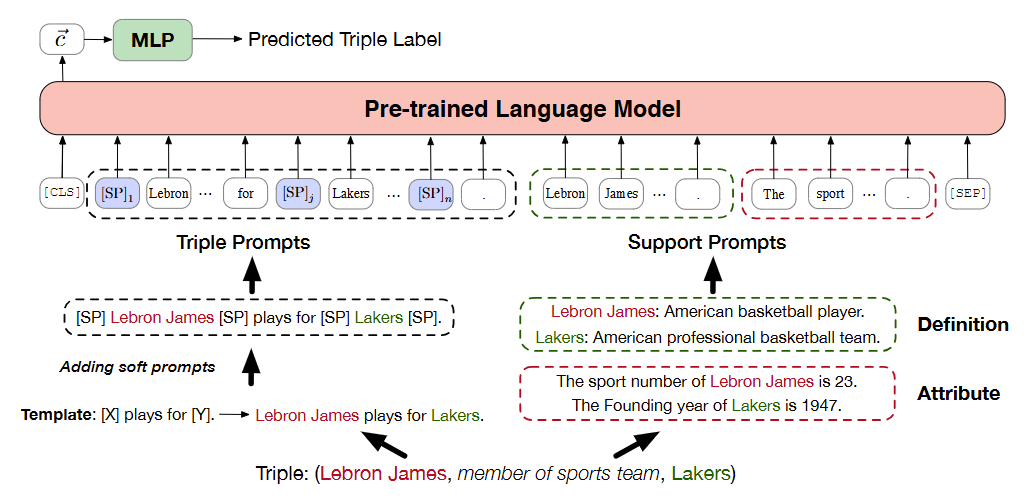 c⃗ MLP Predicted Triple Label
Pre-trained Language Model
[CLS] [SP]₁ Lebron ... for [SP]ⱼ Lakers ... [SP]ₙ . Lebron James ... . The sport ... . [SEP]
Triple Prompts
Support Prompts
[SP] Lebron James [SP] plays for [SP] Lakers [SP].
Adding soft prompts
Template: [X] plays for [Y]. Lebron James plays for Lakers.
Lebron James: American basketball player.
Lakers: American professional basketball team.
Definition
The sport number of Lebron James is 23.
The Founding year of Lakers is 1947.
Attribute
Triple: (Lebron James, member of sports team, Lakers)